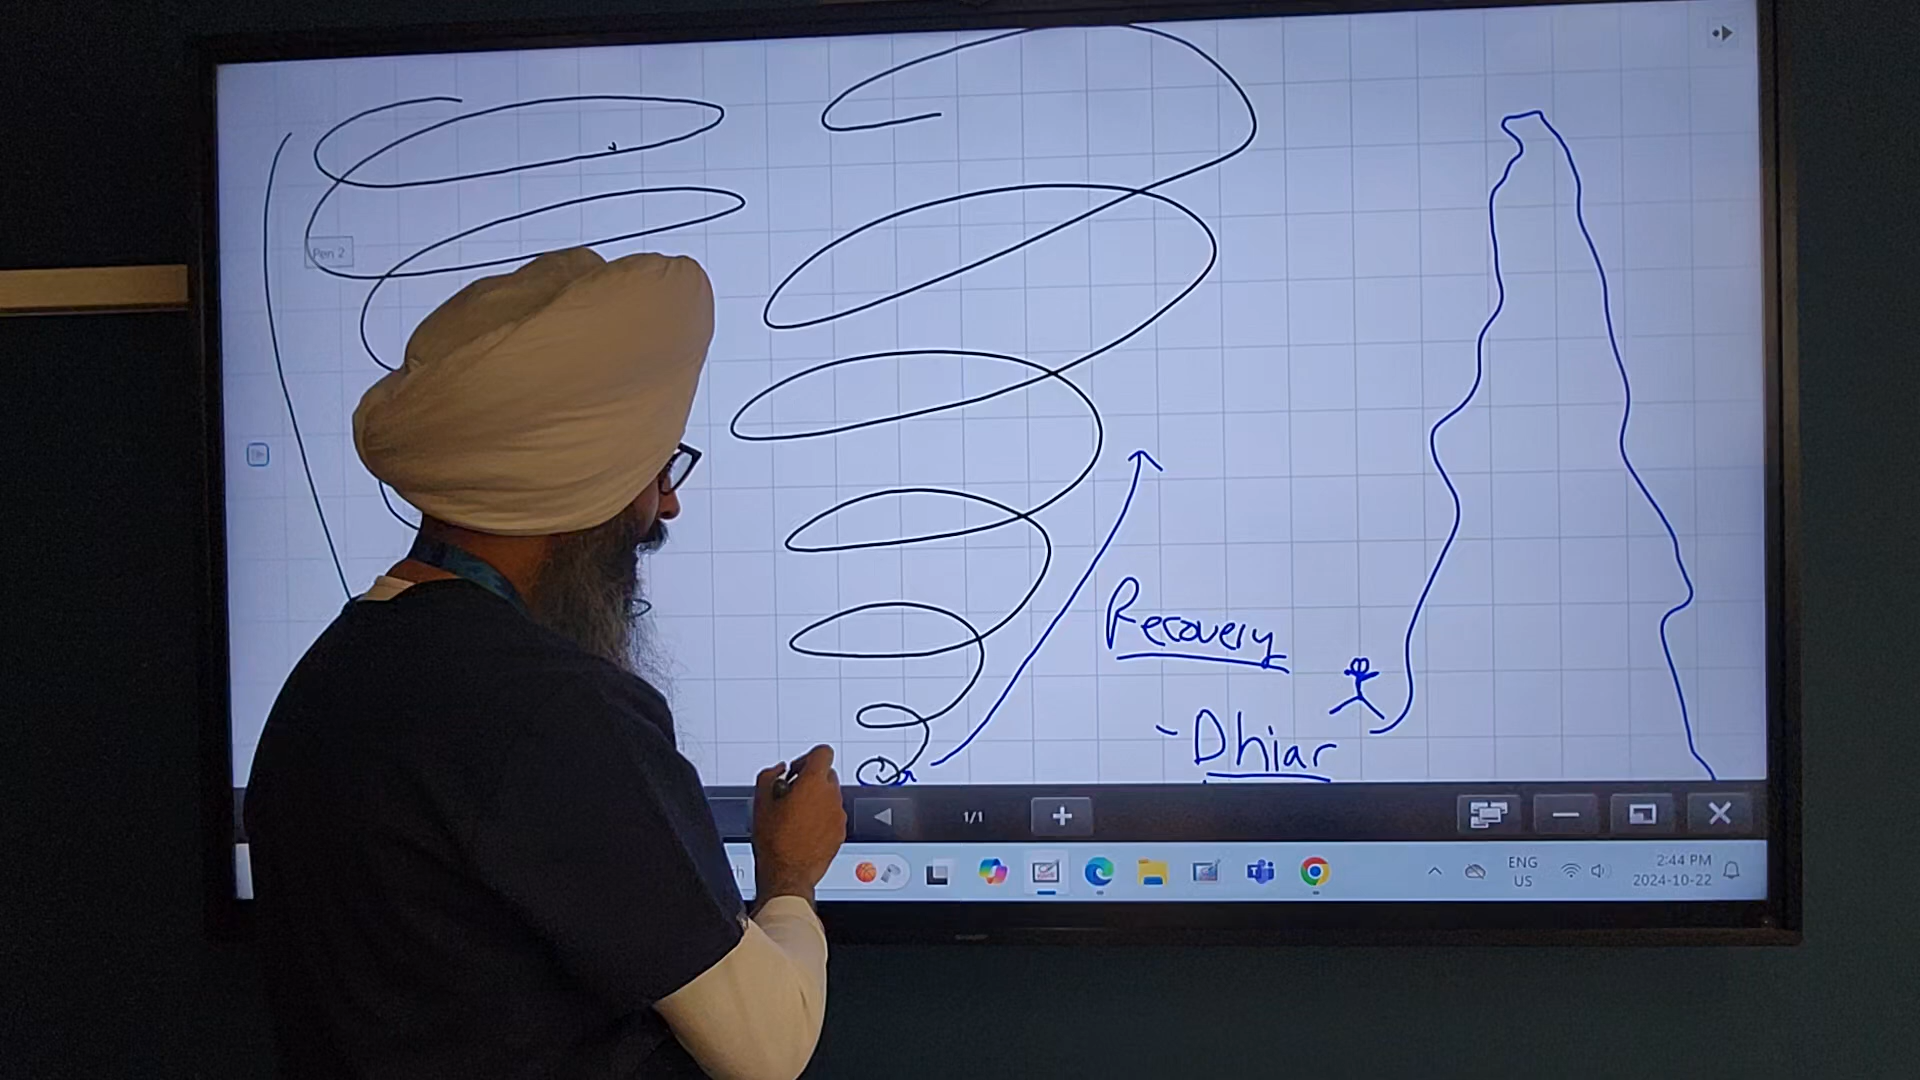 Pen 2
Recovery
- Dhiar
1/1
ENG
US
2:44 PM
2024-10-22